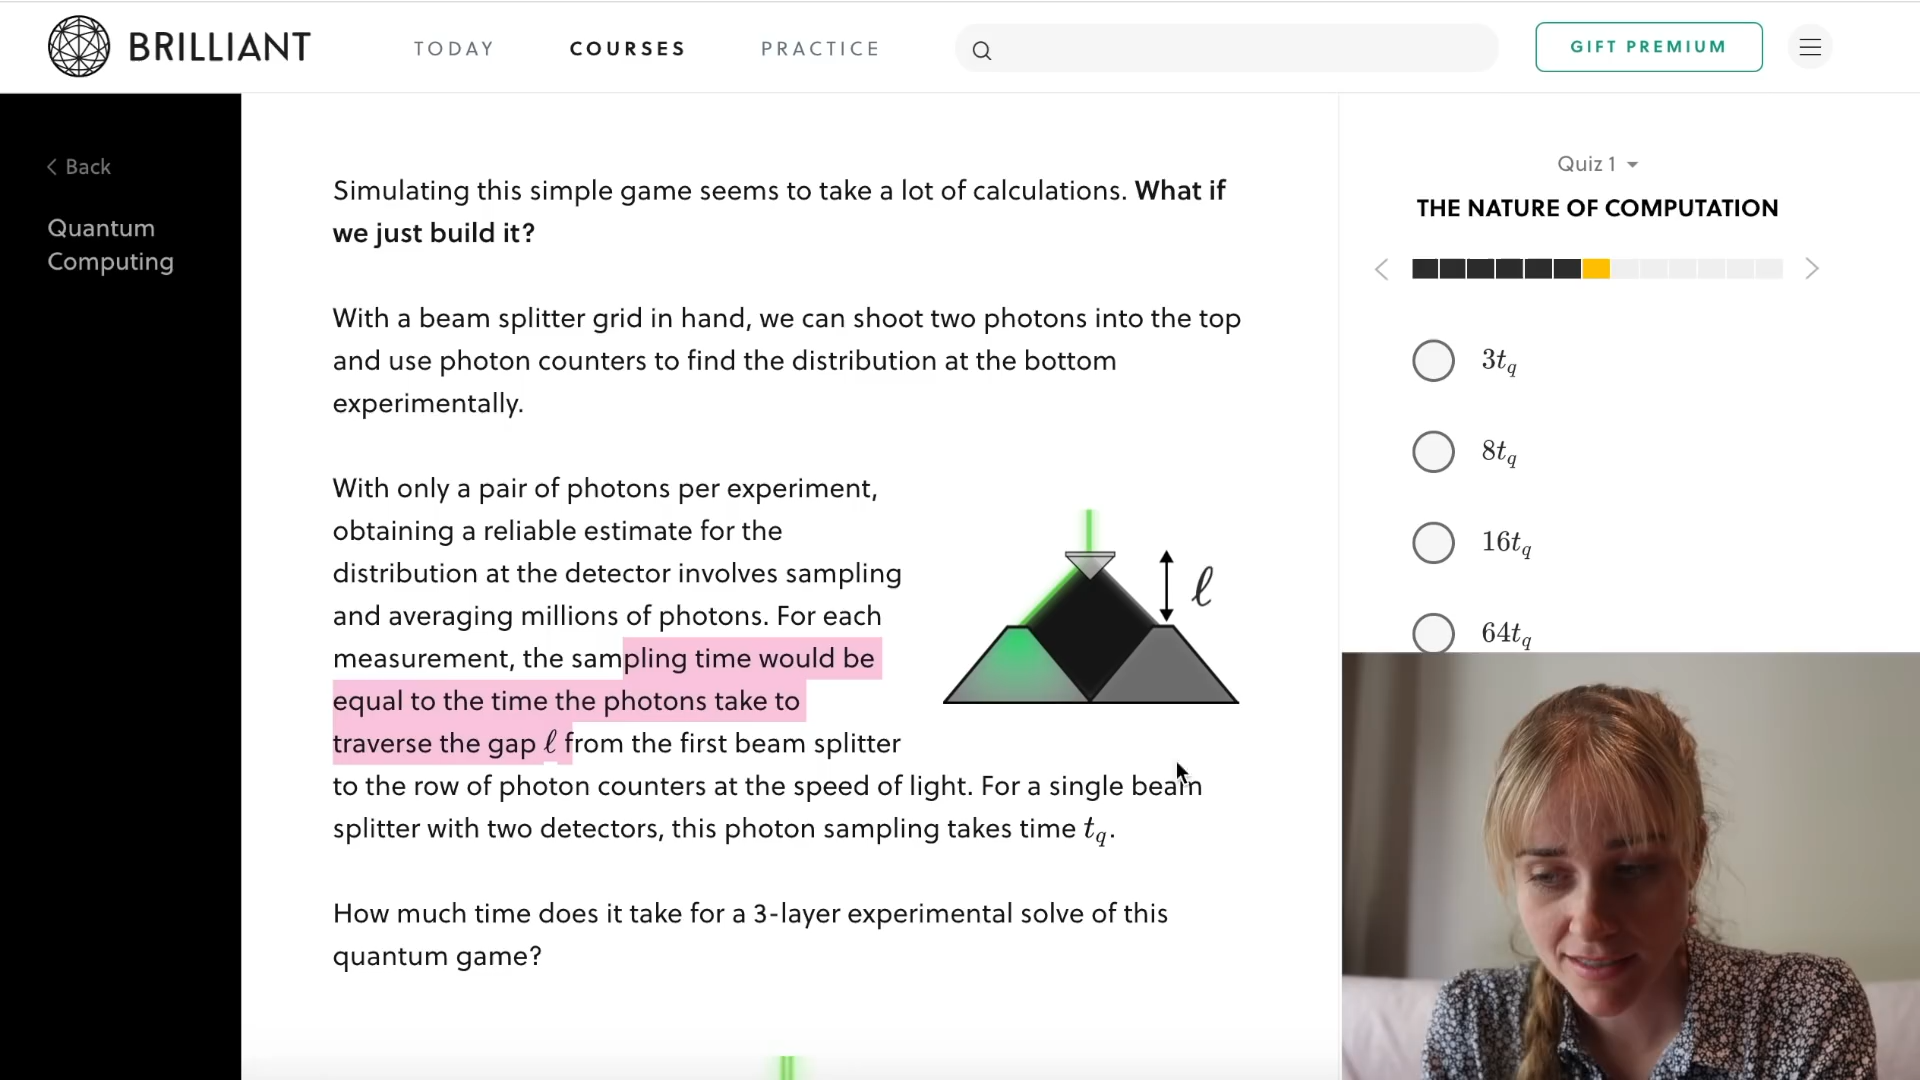 BRILLIANT
TODAY
COURSES
PRACTICE
GIFT PREMIUM
Back
Quantum
Computing
Simulating this simple game seems to take a lot of calculations. What if
we just build it?
With a beam splitter grid in hand, we can shoot two photons into the top
and use photon counters to find the distribution at the bottom
experimentally.
With only a pair of photons per experiment,
obtaining a reliable estimate for the
distribution at the detector involves sampling
and averaging millions of photons. For each
measurement, the sampling time would be
equal to the time the photons take to
traverse the gap ℓ from the first beam splitter
to the row of photon counters at the speed of light. For a single beam
splitter with two detectors, this photon sampling takes time t_q.
ℓ
How much time does it take for a 3-layer experimental solve of this
quantum game?
Quiz 1
THE NATURE OF COMPUTATION
3t_q
8t_q
16t_q
64t_q